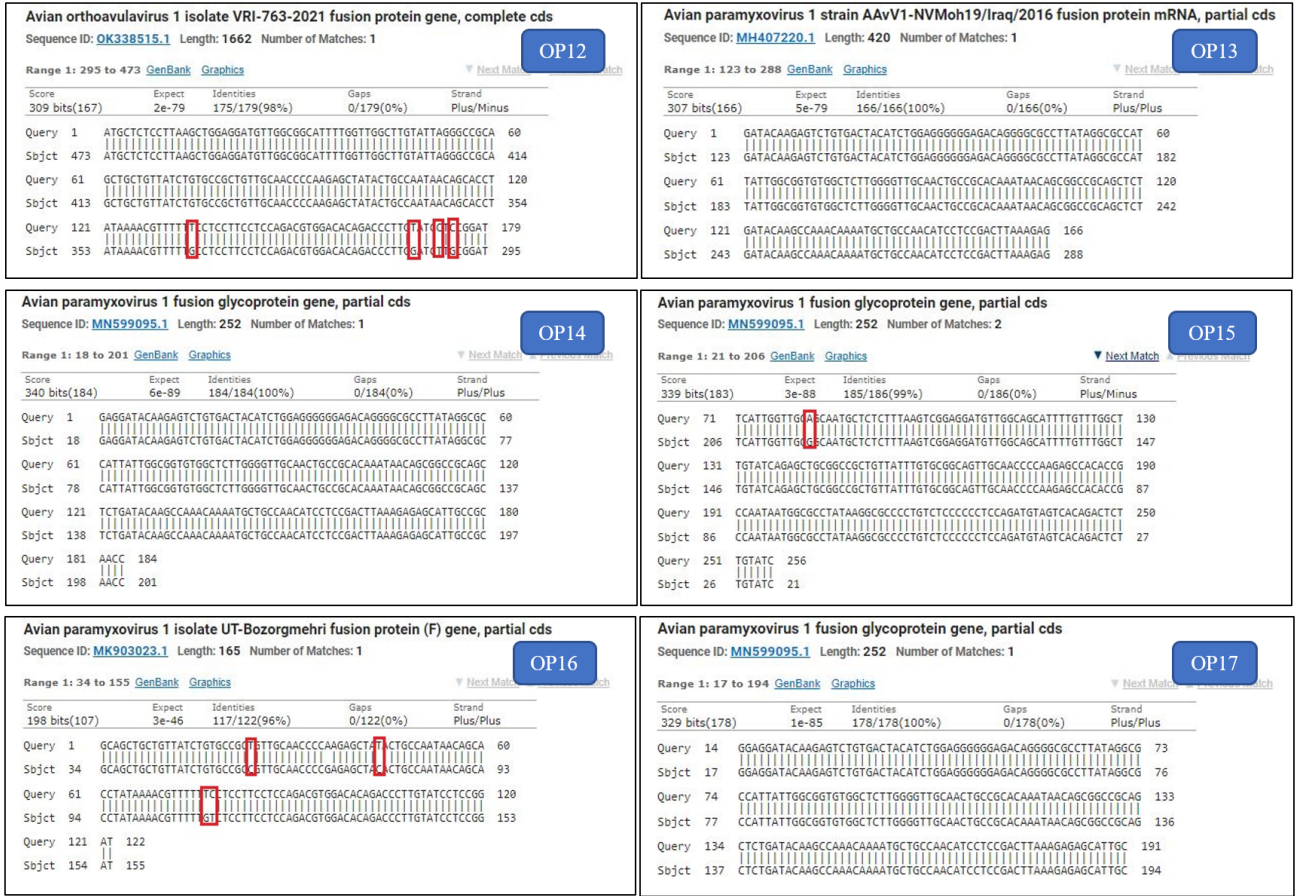 Avian orthoavulavirus 1 isolate VRI-763-2021 fusion protein gene, complete cds
Sequence ID: OK338515.1 Length: 1662 Number of Matches: 1
OP12
Range 1: 295 to 473 GenBank Graphics ▼ Next Match
Score Expect Identities Gaps Strand
309 bits(167) 2e-79 175/179(98%) 0/179(0%) Plus/Minus
Query 1 ATGCTCTCCTTAAGCTGGAGGATGTTGGCGGCATTTTGGTTGGCTTGTATTAGGGCCGCA 60
Sbjct 473 ATGCTCTCCTTAAGCTGGAGGATGTTGGCGGCATTTTGGTTGGCTTGTATTAGGGCCGCA 414
Query 61 GCTGCTGTTATCTGTGCCGCTGTTGCAACCCCAAGAGCTATACTGCCAATAACAGCACCT 120
Sbjct 413 GCTGCTGTTATCTGTGCCGCTGTTGCAACCCCAAGAGCTATACTGCCAATAACAGCACCT 354
Query 121 ATAAAACGTTTTTTCCTCCTTCCTCCAGACGTGGACACAGACCCTTGTATCCTCCGGAT 179
Sbjct 353 ATAAAACGTTTTTGCCTCCTTCCTCCAGACGTGGACACAGACCCTTGGATCTTGCGGAT 295
Avian paramyxovirus 1 strain AAvV1-NVMoh19/Iraq/2016 fusion protein mRNA, partial cds
Sequence ID: MH407220.1 Length: 420 Number of Matches: 1
OP13
Range 1: 123 to 288 GenBank Graphics ▼ Next Match
Score Expect Identities Gaps Strand
307 bits(166) 5e-79 166/166(100%) 0/166(0%) Plus/Plus
Query 1 GATACAAGAGTCTGTGACTACATCTGGAGGGGGGAGACAGGGGCGCCTTATAGGCGCCAT 60
Sbjct 123 GATACAAGAGTCTGTGACTACATCTGGAGGGGGGAGACAGGGGCGCCTTATAGGCGCCAT 182
Query 61 TATTGGCGGTGTGGCTCTTGGGGTTGCAACTGCCGCACAAATAACAGCGGCCGCAGCTCT 120
Sbjct 183 TATTGGCGGTGTGGCTCTTGGGGTTGCAACTGCCGCACAAATAACAGCGGCCGCAGCTCT 242
Query 121 GATACAAGCCAAACAAAATGCTGCCAACATCCTCCGACTTAAAGAG 166
Sbjct 243 GATACAAGCCAAACAAAATGCTGCCAACATCCTCCGACTTAAAGAG 288
Avian paramyxovirus 1 fusion glycoprotein gene, partial cds
Sequence ID: MN599095.1 Length: 252 Number of Matches: 1
OP14
Range 1: 18 to 201 GenBank Graphics ▼ Next Match ▲ Previous Match
Score Expect Identities Gaps Strand
340 bits(184) 6e-89 184/184(100%) 0/184(0%) Plus/Plus
Query 1 GAGGATACAAGAGTCTGTGACTACATCTGGAGGGGGGAGACAGGGGCGCCTTATAGGCGC 60
Sbjct 18 GAGGATACAAGAGTCTGTGACTACATCTGGAGGGGGGAGACAGGGGCGCCTTATAGGCGC 77
Query 61 CATTATTGGCGGTGTGGCTCTTGGGGTTGCAACTGCCGCACAAATAACAGCGGCCGCAGC 120
Sbjct 78 CATTATTGGCGGTGTGGCTCTTGGGGTTGCAACTGCCGCACAAATAACAGCGGCCGCAGC 137
Query 121 TCTGATACAAGCCAAACAAAATGCTGCCAACATCCTCCGACTTAAAGAGAGCATTGCCGC 180
Sbjct 138 TCTGATACAAGCCAAACAAAATGCTGCCAACATCCTCCGACTTAAAGAGAGCATTGCCGC 197
Query 181 AACC 184
Sbjct 198 AACC 201
Avian paramyxovirus 1 fusion glycoprotein gene, partial cds
Sequence ID: MN599095.1 Length: 252 Number of Matches: 2
OP15
Range 1: 21 to 206 GenBank Graphics ▼ Next Match ▲ Previous Match
Score Expect Identities Gaps Strand
339 bits(183) 3e-88 185/186(99%) 0/186(0%) Plus/Minus
Query 71 TCATTGGTTGCAGCAATGCTCTCTTTAAGTCGGAGGATGTTGGCAGCATTTTGTTTGGCT 130
Sbjct 206 TCATTGGTTGCGGCAATGCTCTCTTTAAGTCGGAGGATGTTGGCAGCATTTTGTTTGGCT 147
Query 131 TGTATCAGAGCTGCGGCCGCTGTTATTTGTGCGGCAGTTGCAACCCCAAGAGCCACACCG 190
Sbjct 146 TGTATCAGAGCTGCGGCCGCTGTTATTTGTGCGGCAGTTGCAACCCCAAGAGCCACACCG 87
Query 191 CCAATAATGGCGCCTATAAGGCGCCCCTGTCTCCCCCCTCCAGATGTAGTCACAGACTCT 250
Sbjct 86 CCAATAATGGCGCCTATAAGGCGCCCCTGTCTCCCCCCTCCAGATGTAGTCACAGACTCT 27
Query 251 TGTATC 256
Sbjct 26 TGTATC 21
Avian paramyxovirus 1 isolate UT-Bozorgmehri fusion protein (F) gene, partial cds
Sequence ID: MK903023.1 Length: 165 Number of Matches: 1
OP16
Range 1: 34 to 155 GenBank Graphics ▼ Next Match
Score Expect Identities Gaps Strand
198 bits(107) 3e-46 117/122(96%) 0/122(0%) Plus/Plus
Query 1 GCAGCTGCTGTTATCTGTGCCGCTGTTGCAACCCCAAGAGCTATACTGCCAATAACAGCA 60
Sbjct 34 GCAGCTGCTGTTATCTGTGCCGCCGTTGCAACCCCGAGAGCTACACTGCCAATAACAGCA 93
Query 61 CCTATAAAACGTTTTTTCCTCCTTCCTCCAGACGTGGACACAGACCCTTGTATCCTCCGG 120
Sbjct 94 CCTATAAAACGTTTTTGTCTCCTTCCTCCAGACGTGGACACAGACCCTTGTATCCTCCGG 153
Query 121 AT 122
Sbjct 154 AT 155
Avian paramyxovirus 1 fusion glycoprotein gene, partial cds
Sequence ID: MN599095.1 Length: 252 Number of Matches: 1
OP17
Range 1: 17 to 194 GenBank Graphics ▼ Next Match
Score Expect Identities Gaps Strand
329 bits(178) 1e-85 178/178(100%) 0/178(0%) Plus/Plus
Query 14 GGAGGATACAAGAGTCTGTGACTACATCTGGAGGGGGGAGACAGGGGCGCCTTATAGGCG 73
Sbjct 17 GGAGGATACAAGAGTCTGTGACTACATCTGGAGGGGGGAGACAGGGGCGCCTTATAGGCG 76
Query 74 CCATTATTGGCGGTGTGGCTCTTGGGGTTGCAACTGCCGCACAAATAACAGCGGCCGCAG 133
Sbjct 77 CCATTATTGGCGGTGTGGCTCTTGGGGTTGCAACTGCCGCACAAATAACAGCGGCCGCAG 136
Query 134 CTCTGATACAAGCCAAACAAAATGCTGCCAACATCCTCCGACTTAAAGAGAGCATTGC 191
Sbjct 137 CTCTGATACAAGCCAAACAAAATGCTGCCAACATCCTCCGACTTAAAGAGAGCATTGC 194